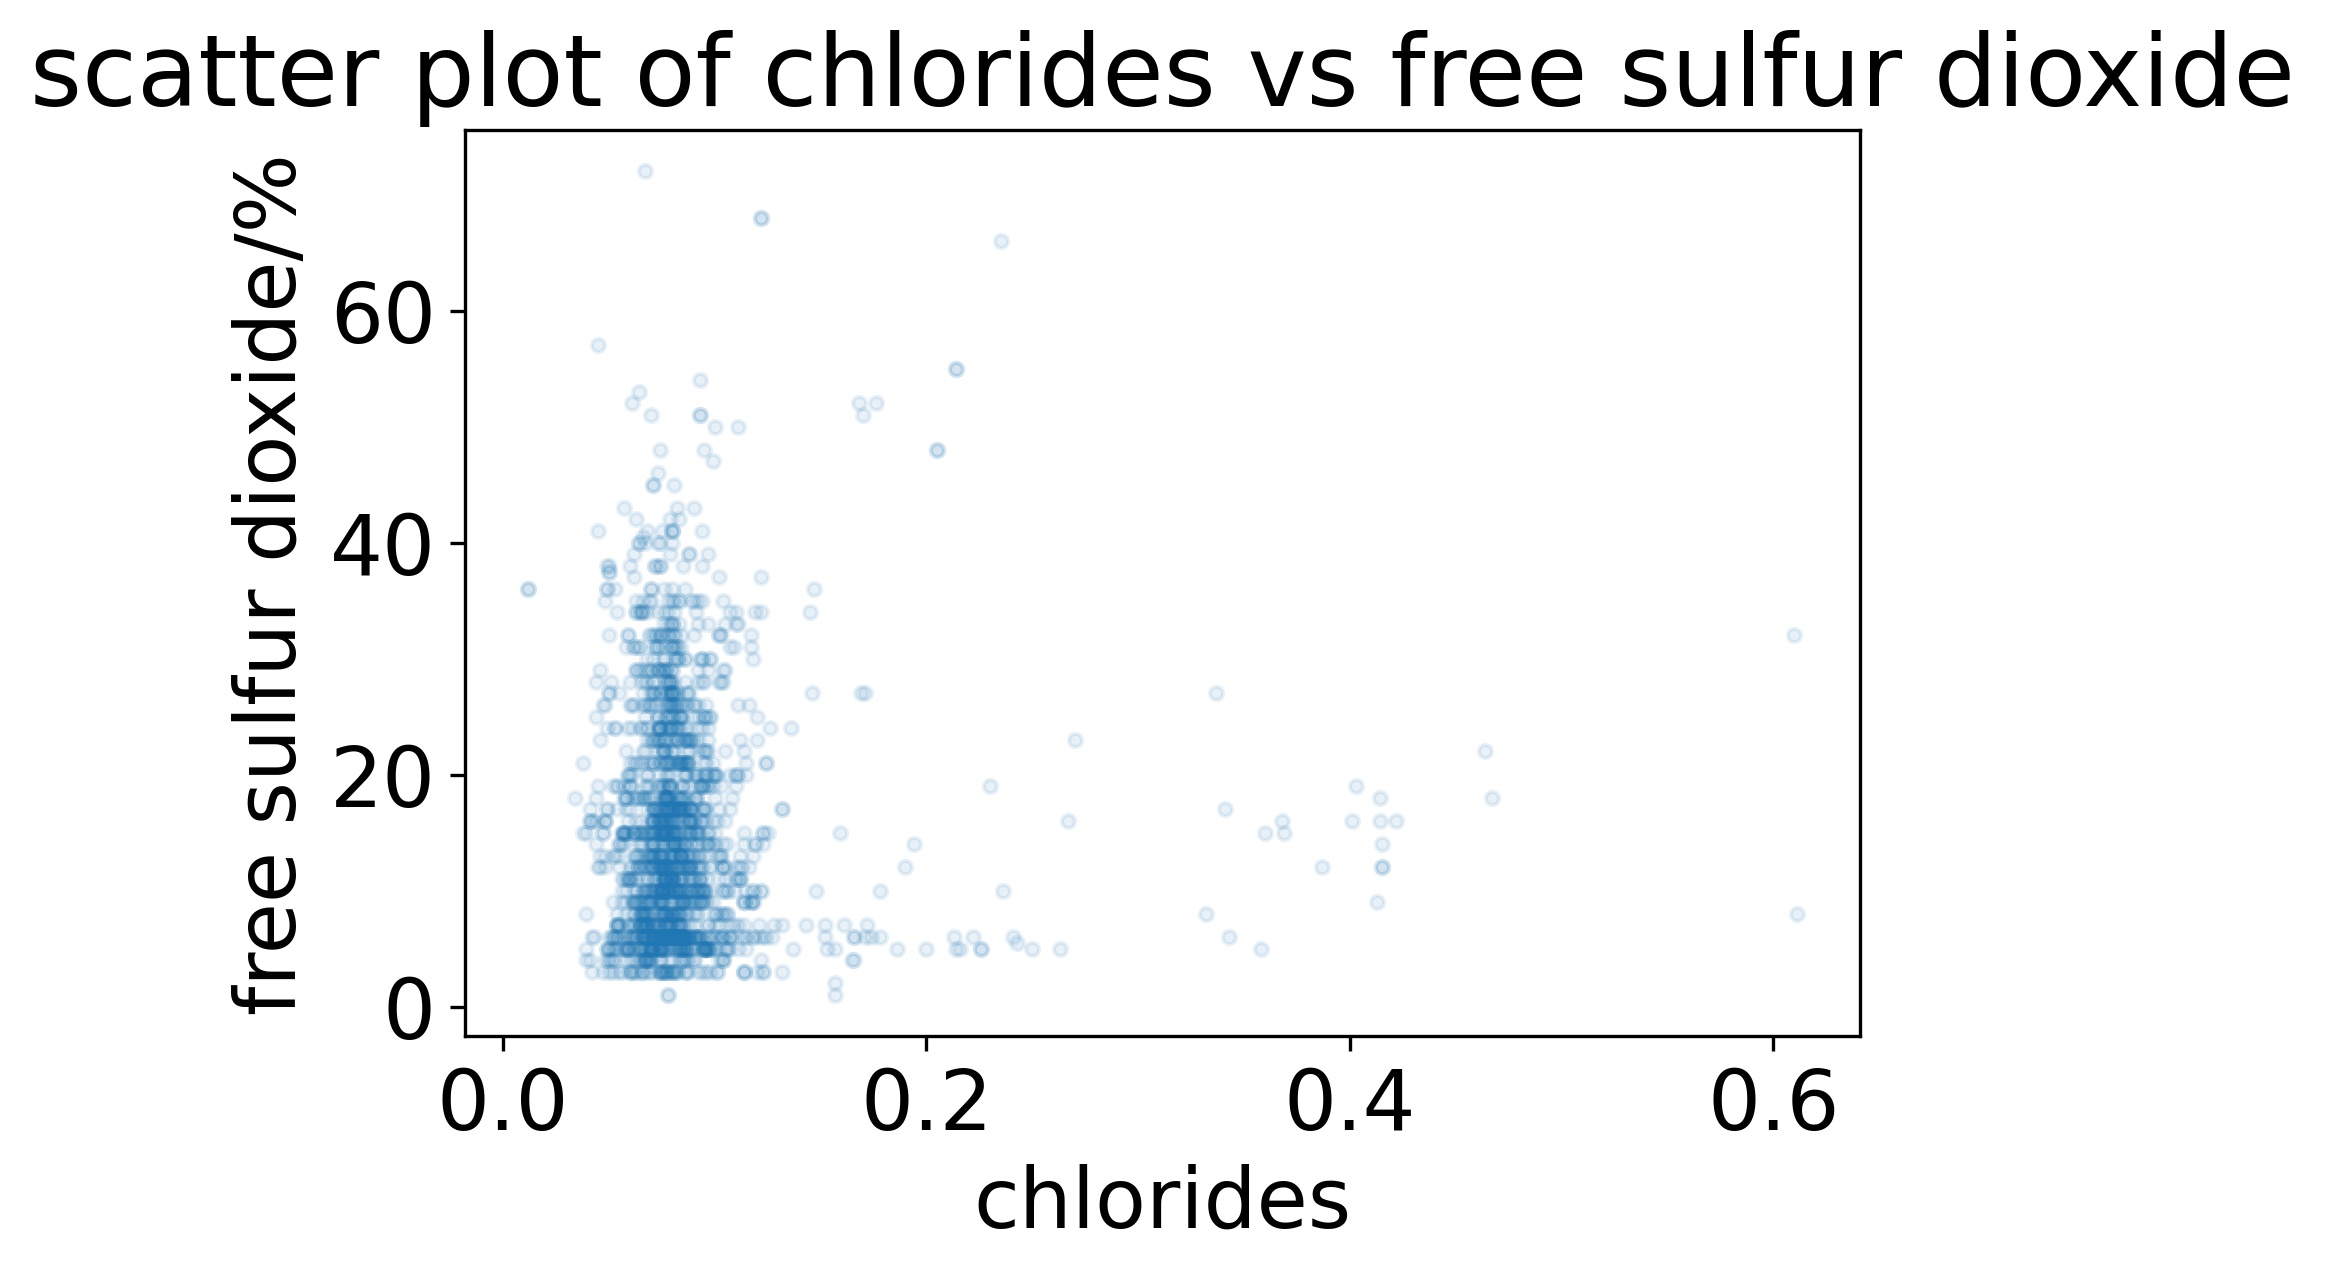 scatter plot of chlorides vs free sulfur dioxide
free sulfur dioxide/%
60
40
20
0
0.0 0.2 0.4 0.6
chlorides